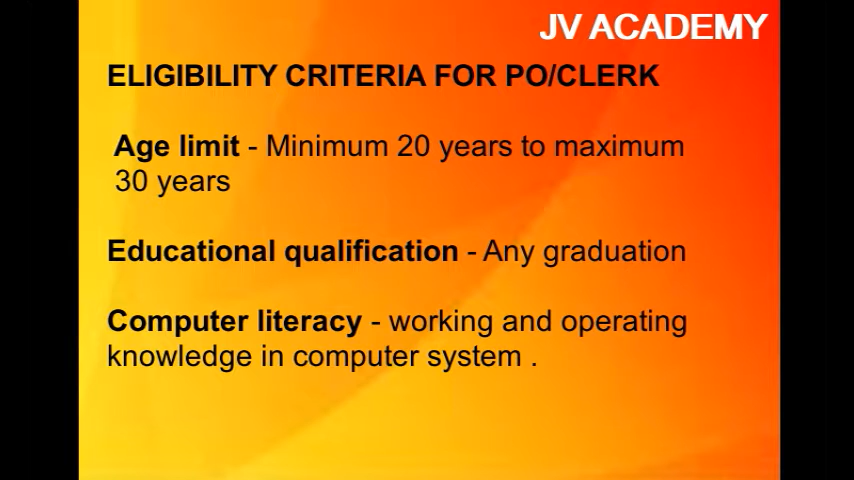 JV ACADEMY
ELIGIBILITY CRITERIA FOR PO/CLERK
Age limit - Minimum 20 years to maximum
30 years
Educational qualification - Any graduation
Computer literacy - working and operating
knowledge in computer system .